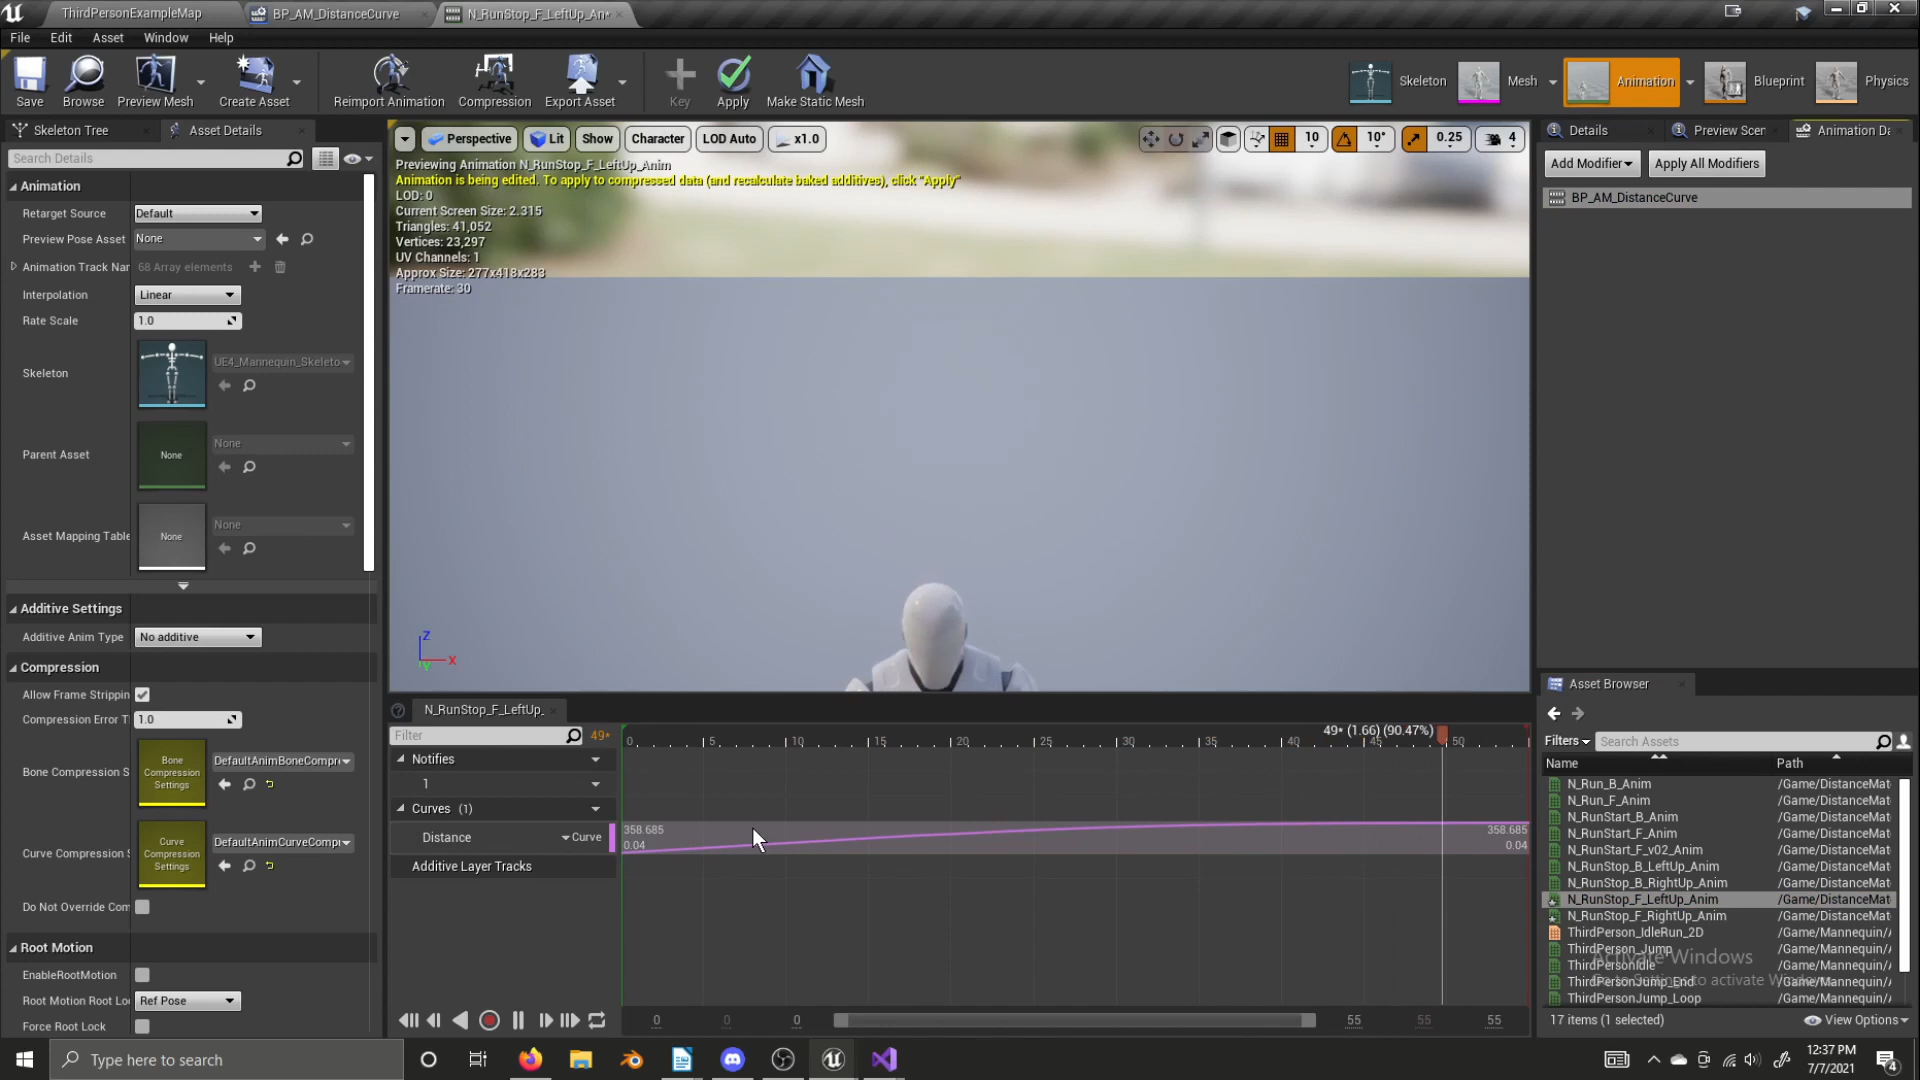 ThirdPersonExampleMap
BP_AM_DistanceCurve
N_RunStop_F_LeftUp_An*
File Edit Asset Window Help
Save
Browse
Preview Mesh
Create Asset
Reimport Animation
Compression
Export Asset
Key
Apply
Make Static Mesh
Skeleton
Mesh
Animation
Blueprint
Physics
Skeleton Tree
Asset Details
Search Details
Animation
Retarget Source Default
Preview Pose Asset None
Animation Track Nar 68 Array elements
Interpolation Linear
Rate Scale 1.0
Skeleton UE4_Mannequin_Skeleto
Parent Asset None None
Asset Mapping Table None None
Additive Settings
Additive Anim Type No additive
Compression
Allow Frame Strippin
Compression Error T 1.0
Bone Compression S Bone Compression Settings DefaultAnimBoneCompre
Curve Compression S Curve Compression Settings DefaultAnimCurveCompr
Do Not Override Com
Root Motion
EnableRootMotion
Root Motion Root Lo Ref Pose
Force Root Lock
Perspective Lit Show Character LOD Auto x1.0
10 10° 0.25 4
Previewing Animation N_RunStop_F_LeftUp_Anim
Animation is being edited. To apply to compressed data (and recalculate baked additives), click "Apply"
LOD: 0
Current Screen Size: 2.315
Triangles: 41,052
Vertices: 23,297
UV Channels: 1
Approx Size: 277x418x283
Framerate: 30
Z
X
Y
N_RunStop_F_LeftUp_
Filter 49*
49* (1.66) (90.47%)
0 5 10 15 20 25 30 35 40 45 50
Notifies
1
Curves (1)
Distance Curve
358.685 358.685
0.04 0.04
Additive Layer Tracks
0 0 0 55 55 55
Details
Preview Scer
Animation Da
Add Modifier
Apply All Modifiers
BP_AM_DistanceCurve
Asset Browser
Filters Search Assets
Name Path
N_Run_B_Anim /Game/DistanceMat
N_Run_F_Anim /Game/DistanceMat
N_RunStart_B_Anim /Game/DistanceMat
N_RunStart_F_Anim /Game/DistanceMat
N_RunStart_F_v02_Anim /Game/DistanceMat
N_RunStop_B_LeftUp_Anim /Game/DistanceMat
N_RunStop_B_RightUp_Anim /Game/DistanceMat
N_RunStop_F_LeftUp_Anim /Game/DistanceMat
N_RunStop_F_RightUp_Anim /Game/DistanceMat
ThirdPerson_IdleRun_2D /Game/Mannequin/A
ThirdPerson_Jump /Game/Mannequin/A
ThirdPersonIdle /Game/Mannequin/A
ThirdPersonJump_End /Game/Mannequin/A
ThirdPersonJump_Loop /Game/Mannequin/A
Activate Windows
Go to Settings to activate Windows.
17 items (1 selected) View Options
Type here to search
12:37 PM
7/7/2021
4